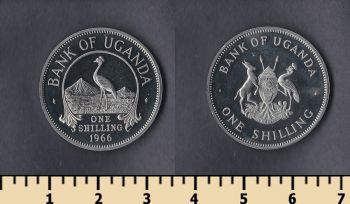 BANK OF UGANDA
ONE
SHILLING
1966
BANK OF UGANDA
ONE SHILLING
1 2 3 4 5 6 7